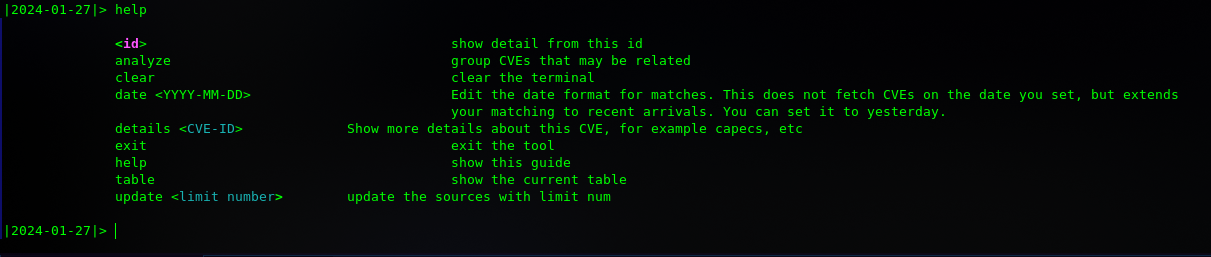 |2024-01-27|> help
<id> show detail from this id
analyze group CVEs that may be related
clear clear the terminal
date <YYYY-MM-DD> Edit the date format for matches. This does not fetch CVEs on the date you set, but extends
your matching to recent arrivals. You can set it to yesterday.
details <CVE-ID> Show more details about this CVE, for example capecs, etc
exit exit the tool
help show this guide
table show the current table
update <limit number> update the sources with limit num
|2024-01-27|>